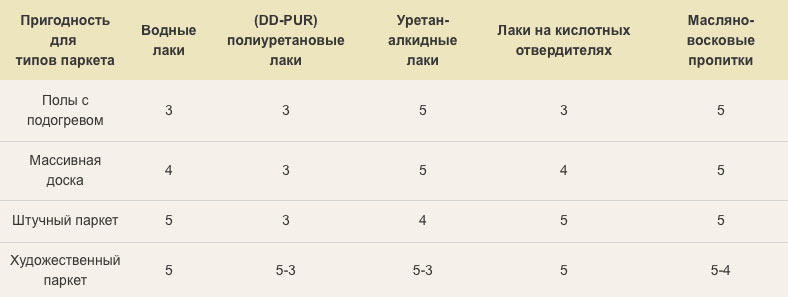 Пригодность для типов паркета | Водные лаки | (DD-PUR) полиуретановые лаки | Уретан-алкидные лаки | Лаки на кислотных отвердителях | Масляно-восковые пропитки
Полы с подогревом | 3 | 3 | 5 | 3 | 5
Массивная доска | 4 | 3 | 5 | 4 | 5
Штучный паркет | 5 | 3 | 4 | 5 | 5
Художественный паркет | 5 | 5-3 | 5-3 | 5 | 5-4